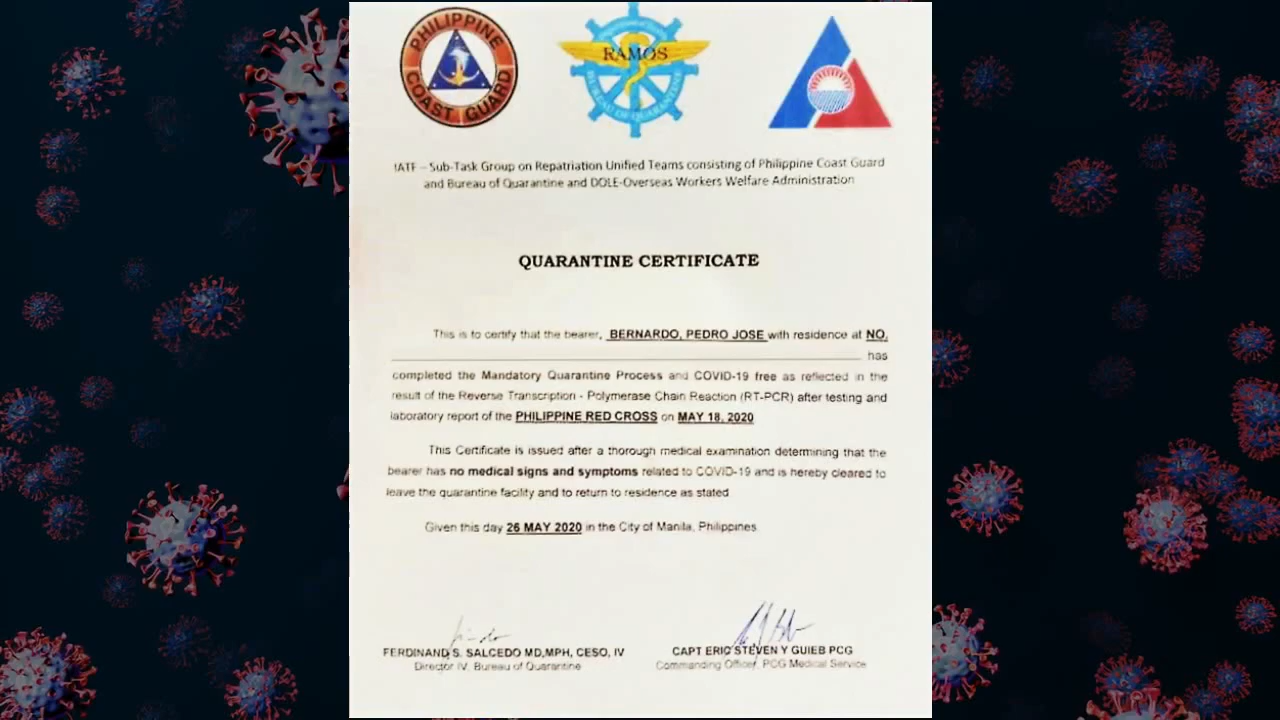 PHILIPPINE
COAST GUARD
RAMOS
BUREAU OF QUARANTINE
IATF – Sub-Task Group on Repatriation Unified Teams consisting of Philippine Coast Guard
and Bureau of Quarantine and DOLE-Overseas Workers Welfare Administration
QUARANTINE CERTIFICATE
This is to certify that the bearer, BERNARDO, PEDRO JOSE with residence at NO.
has
completed the Mandatory Quarantine Process and COVID-19 free as reflected in the
result of the Reverse Transcription - Polymerase Chain Reaction (RT-PCR) after testing and
laboratory report of the PHILIPPINE RED CROSS on MAY 18, 2020
This Certificate is issued after a thorough medical examination determining that the
bearer has no medical signs and symptoms related to COVID-19 and is hereby cleared to
leave the quarantine facility and to return to residence as stated
Given this day 26 MAY 2020 in the City of Manila, Philippines.
FERDINAND S. SALCEDO MD,MPH, CESO, IV
Director IV, Bureau of Quarantine
CAPT ERIC STEVEN Y GUIEB PCG
Commanding Officer, PCG Medical Service